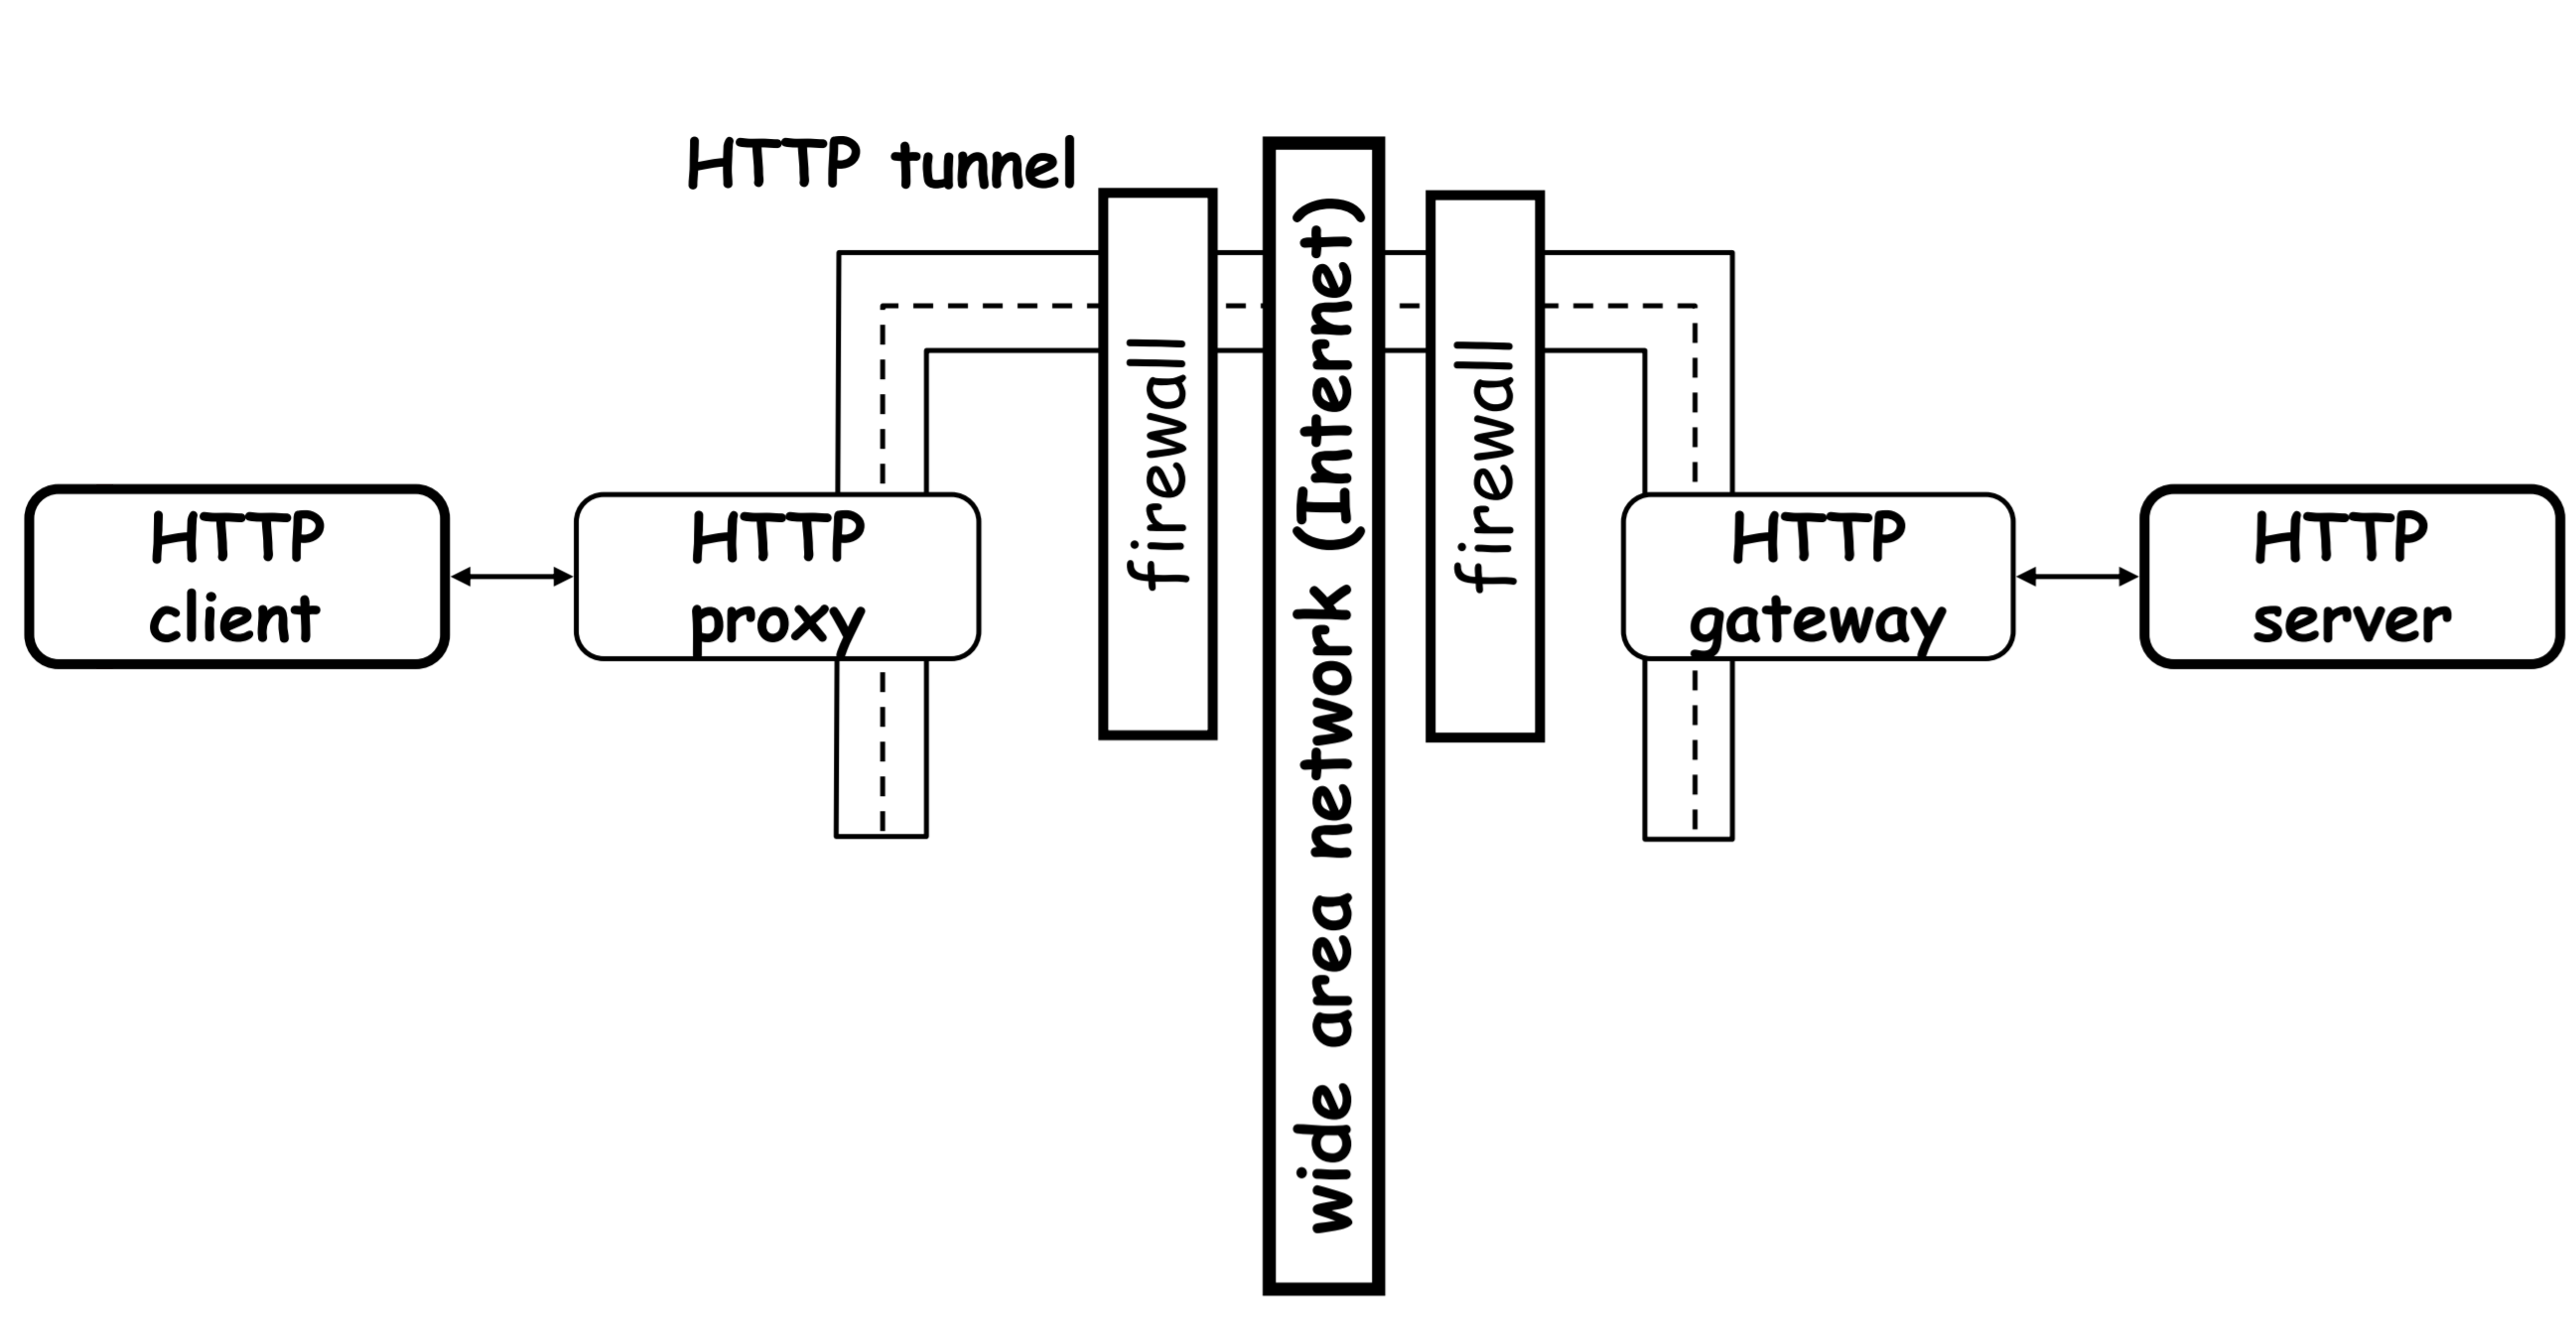 HTTP tunnel
HTTP
client
HTTP
proxy
firewall
wide area network (Internet)
firewall
HTTP
gateway
HTTP
server